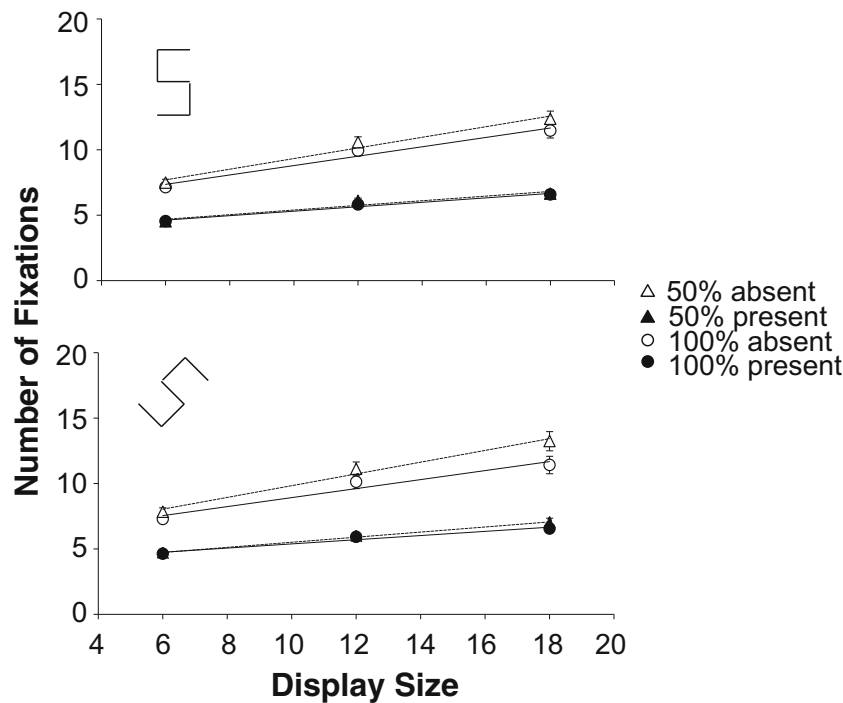 20
15
10
5
0
20
15
10
5
0
4 6 8 10 12 14 16 18 20
Number of Fixations
Display Size
50% absent
50% present
100% absent
100% present